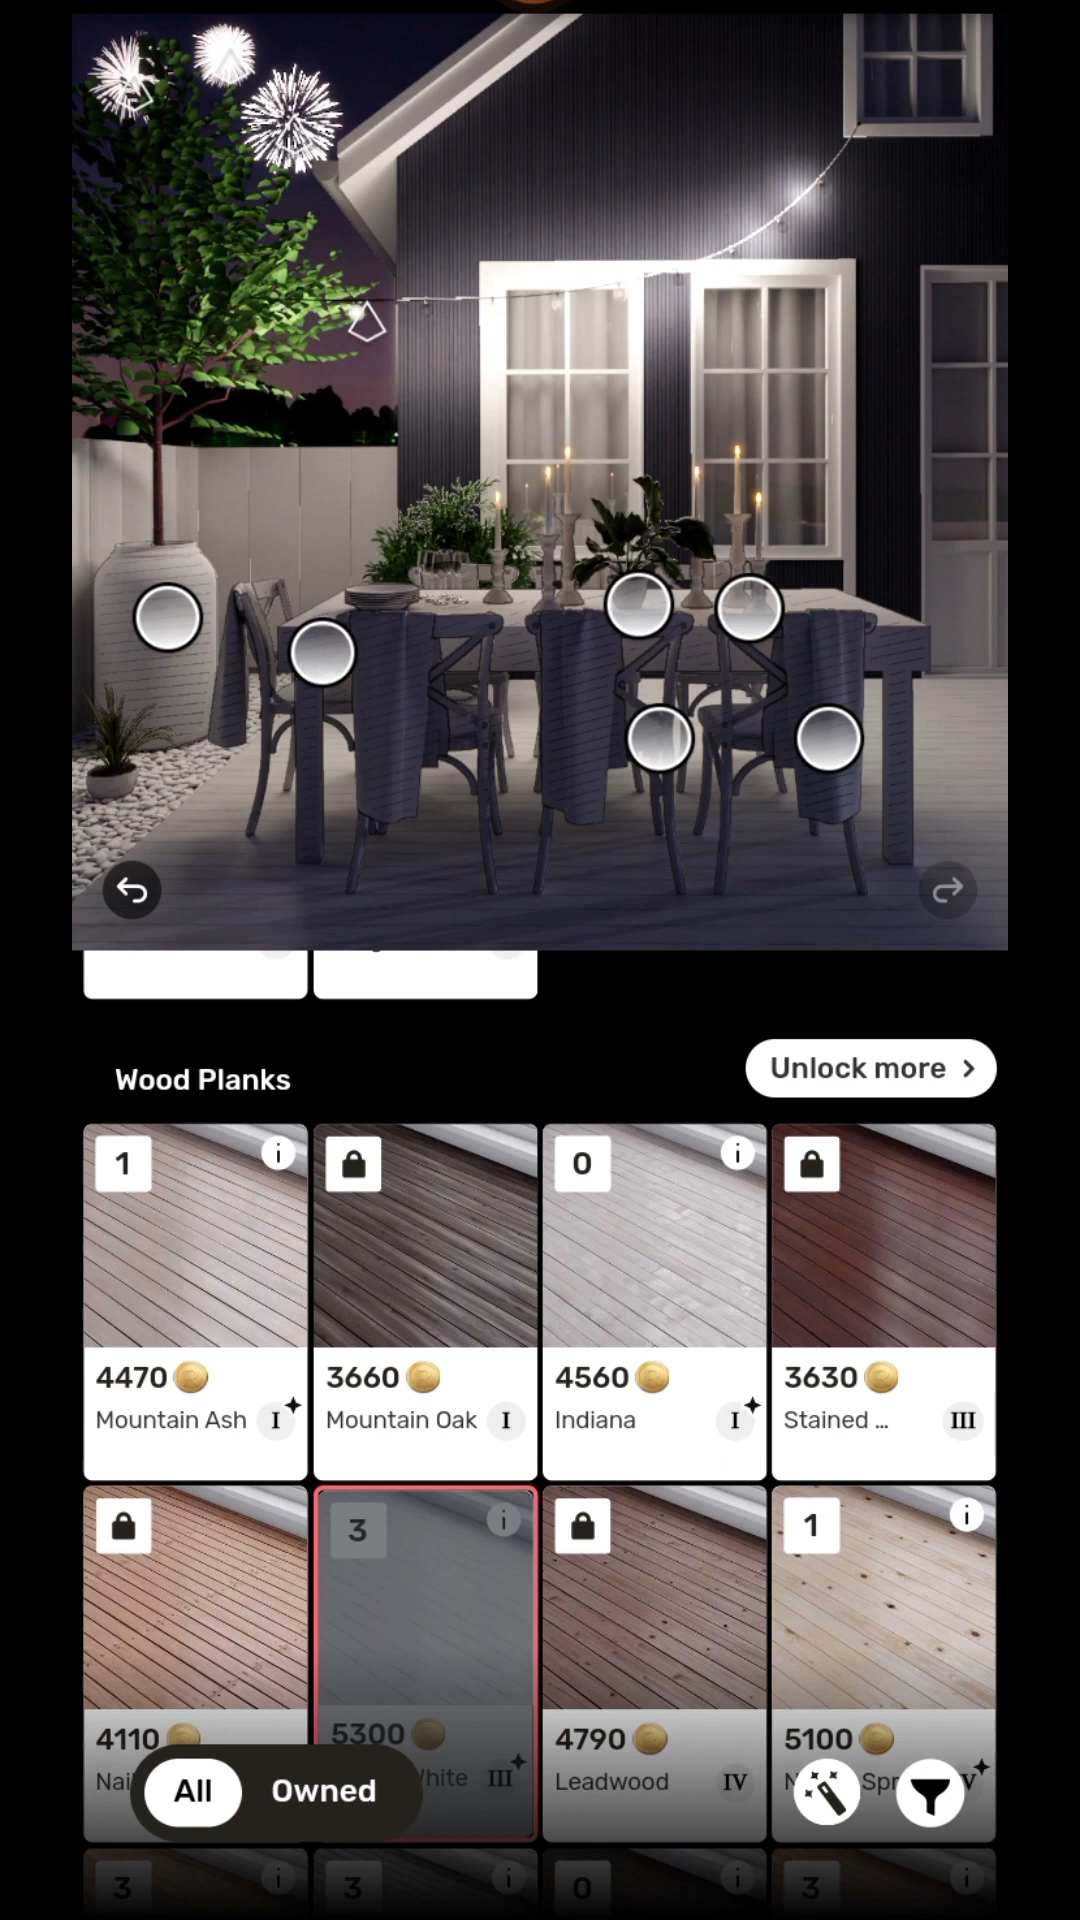 Wood Planks
Unlock more
1
i
0
i
4470
3660
4560
3630
Mountain Ash I
Mountain Oak I
Indiana I
Stained ... III
3
i
1
i
4110
5300
4790
5100
III
Leadwood IV
All
Owned
3
i
3
i
0
i
3
i